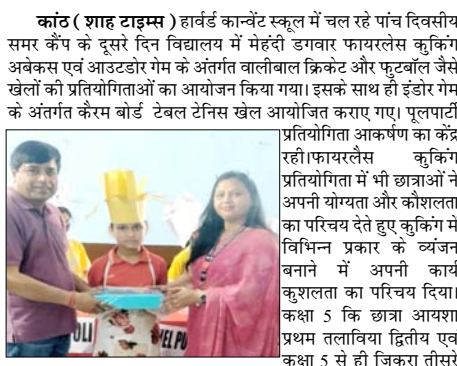 कांठ ( शाह टाइम्स ) हार्वर्ड कान्वेंट स्कूल में चल रहे पांच दिवसीय
समर कैंप के दूसरे दिन विद्यालय में मेहंदी डगवार फायरलेस कुकिंग
अबेकस एवं आउटडोर गेम के अंतर्गत वालीबाल क्रिकेट और फुटबॉल जैसे
खेलों की प्रतियोगिताओं का आयोजन किया गया। इसके साथ ही इंडोर गेम
के अंतर्गत कैरम बोर्ड टेबल टेनिस खेल आयोजित कराए गए। पूलपार्टी
प्रतियोगिता आकर्षण का केंद्र
रही।फायरलैस कुकिंग
प्रतियोगिता में भी छात्राओं ने
अपनी योग्यता और कौशलता
का परिचय देते हुए कुकिंग में
विभिन्न प्रकार के व्यंजन
बनाने में अपनी कार्य
कुशलता का परिचय दिया।
कक्षा 5 कि छात्रा आयशा
प्रथम तलाविया द्वितीय एवं
कक्षा 5 से ही जिकरा तीसरे
OLI
HEL PU